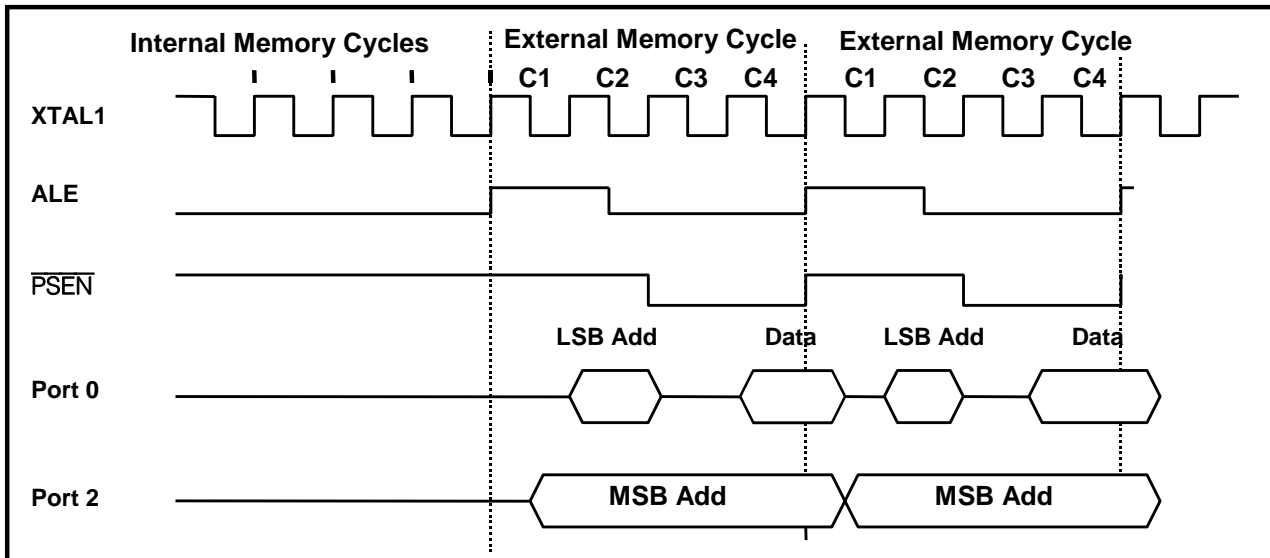 Internal Memory Cycles External Memory Cycle External Memory Cycle
C1 C2 C3 C4 C1 C2 C3 C4
XTAL1
ALE
PSEN
LSB Add Data LSB Add Data
Port 0
Port 2 MSB Add MSB Add